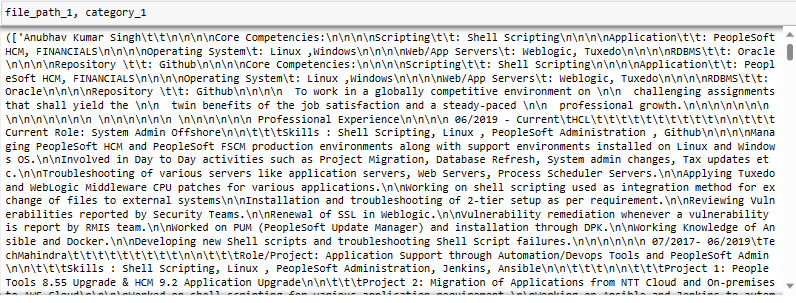 file_path_1, category_1
(['Anubhav Kumar Singh\t\t\n\n\n\nCore Competencies:\n\n\n\nScripting\t\t: Shell Scripting\n\n\n\nApplication\t\t: PeopleSoft
HCM, FINANCIALS\n\n\n\nOperating System\t: Linux ,Windows\n\n\n\nWeb/App Servers\t: Weblogic, Tuxedo\n\n\n\nRDBMS\t\t: Oracle
\n\n\n\nRepository \t\t: Github\n\n\n\nCore Competencies:\n\n\n\nScripting\t\t: Shell Scripting\n\n\n\nApplication\t\t: Peopl
eSoft HCM, FINANCIALS\n\n\n\nOperating System\t: Linux ,Windows\n\n\n\nWeb/App Servers\t: Weblogic, Tuxedo\n\n\n\nRDBMS\t\t:
Oracle\n\n\n\nRepository \t\t: Github\n\n\n\n  To work in a globally competitive environment on \n\n  challenging assignments
that shall yield the \n\n  twin benefits of the job satisfaction and a steady-paced \n\n  professional growth.\n\n\n\n\n\n\n
\n\n\n\n\n\n\n \n\n\n\n\n\n \n\n\n\n\n\n Professional Experience\n\n\n\n 06/2019 - Current\tHCL\t\t\t\t\t\t\t\t\t\n\n\t\t\t
Current Role: System Admin Offshore\n\n\t\t\tSkills : Shell Scripting, Linux , PeopleSoft Administration , Github\n\n\n\nMana
ging PeopleSoft HCM and PeopleSoft FSCM production environments along with support environments installed on Linux and Window
s OS.\n\nInvolved in Day to Day activities such as Project Migration, Database Refresh, System admin changes, Tax updates et
c.\n\nTroubleshooting of various servers like application servers, Web Servers, Process Scheduler Servers.\n\nApplying Tuxedo
and WebLogic Middleware CPU patches for various applications.\n\nWorking on shell scripting used as integration method for ex
change of files to external systems\n\nInstallation and troubleshooting of 2-tier setup as per requirement.\n\nReviewing Vuln
erabilities reported by Security Teams.\n\nRenewal of SSL in Weblogic.\n\nVulnerability remediation whenever a vulnerability
is report by RMIS team.\n\nWorked on PUM (PeopleSoft Update Manager) and installation through DPK.\n\nWorking Knowledge of An
sible and Docker.\n\nDeveloping new Shell scripts and troubleshooting Shell Script failures.\n\n\n\n\n\n 07/2017- 06/2019\tTe
chMahindra\t\t\t\t\t\t\t\t\n\n\t\t\tRole/Project: Application Support through Automation/Devops Tools and PeopleSoft Admin
\n\n\t\t\tSkills : Shell Scripting, Linux , PeopleSoft Administration, Jenkins, Ansible\n\n\t\t\n\n\t\t\tProject 1: People
Tools 8.55 Upgrade & HCM 9.2 Application Upgrade\n\n\t\t\tProject 2: Migration of Applications from NTT Cloud and On-premises